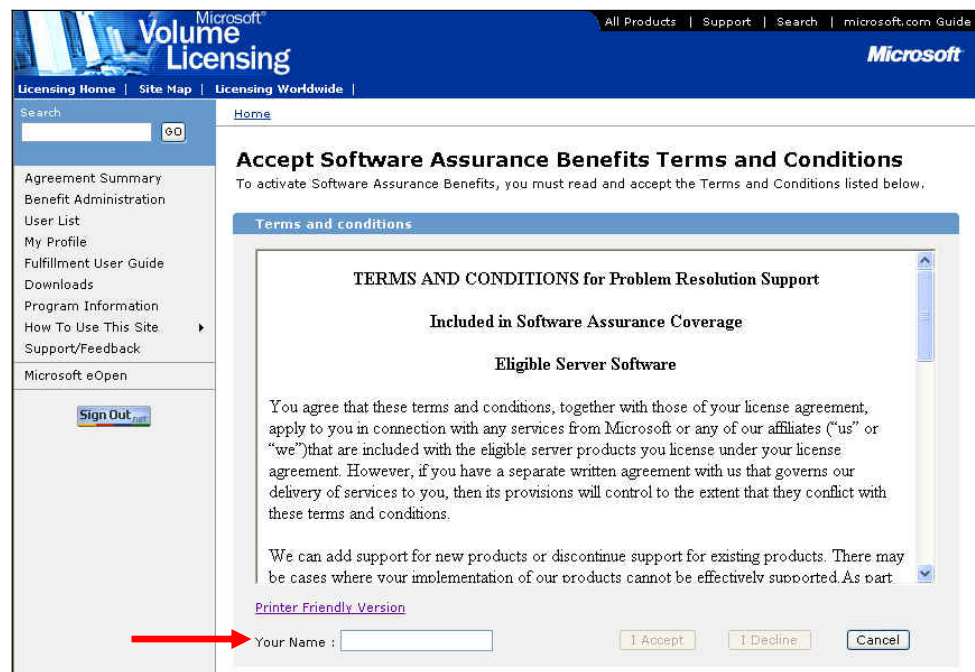 All Products | Support | Search | microsoft.com Guide
Microsoft®
Volume
Licensing
Microsoft
Licensing Home | Site Map | Licensing Worldwide |
Search
GO
Agreement Summary
Benefit Administration
User List
My Profile
Fulfillment User Guide
Downloads
Program Information
How To Use This Site
Support/Feedback
Microsoft eOpen
Sign Out.net
Home
Accept Software Assurance Benefits Terms and Conditions
To activate Software Assurance Benefits, you must read and accept the Terms and Conditions listed below.
Terms and conditions
TERMS AND CONDITIONS for Problem Resolution Support
Included in Software Assurance Coverage
Eligible Server Software
You agree that these terms and conditions, together with those of your license agreement,
apply to you in connection with any services from Microsoft or any of our affiliates (“us” or
“we”)that are included with the eligible server products you license under your license
agreement. However, if you have a separate written agreement with us that governs our
delivery of services to you, then its provisions will control to the extent that they conflict with
these terms and conditions.
We can add support for new products or discontinue support for existing products. There may
be cases where your implementation of our products cannot be effectively supported.As part
Printer Friendly Version
Your Name :
I Accept
I Decline
Cancel